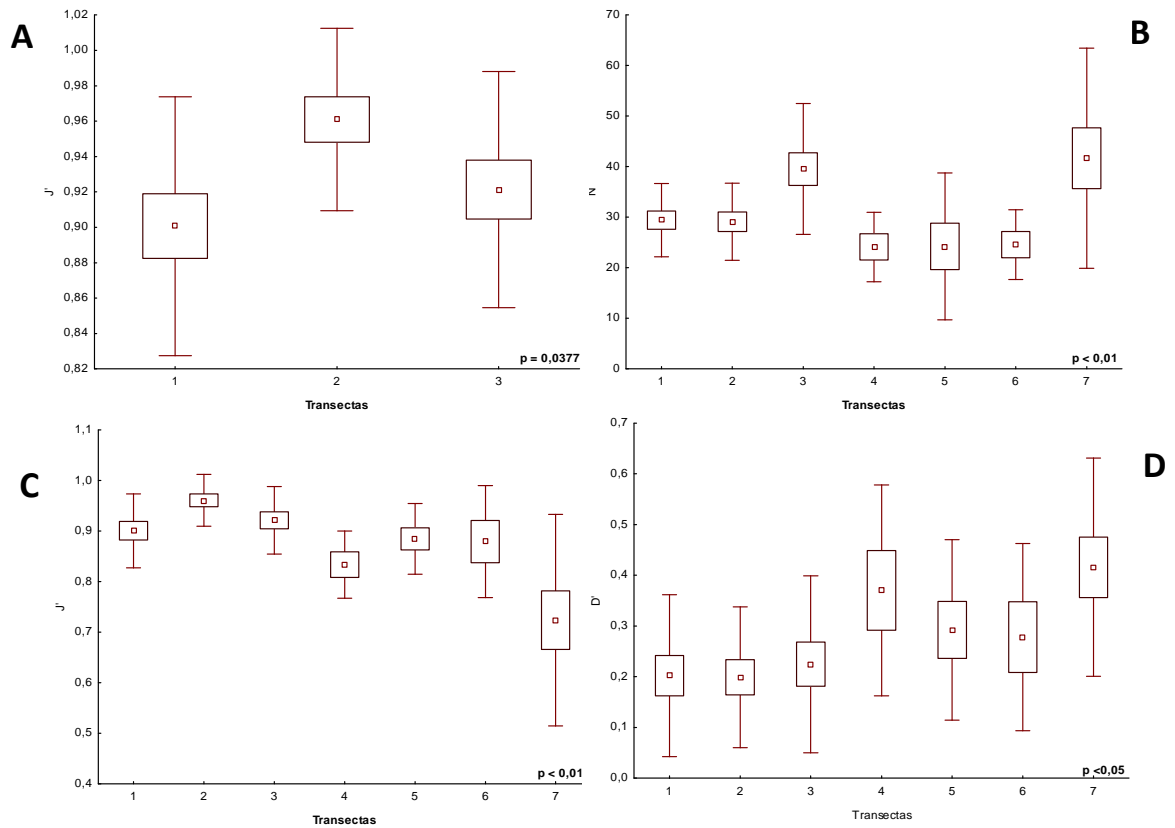 A
1,02
1,00
0,98
0,96
0,94
0,92
0,90
0,88
0,86
0,84
0,82
J'
p = 0,0377
1 2 3
Transectas
B
70
60
50
40
30
20
10
0
N
p < 0,01
1 2 3 4 5 6 7
Transectas
C
1,1
1,0
0,9
0,8
0,7
0,6
0,5
0,4
J'
p < 0,01
1 2 3 4 5 6 7
Transectas
D
0,7
0,6
0,5
0,4
0,3
0,2
0,1
0,0
D'
p <0,05
1 2 3 4 5 6 7
Transectas